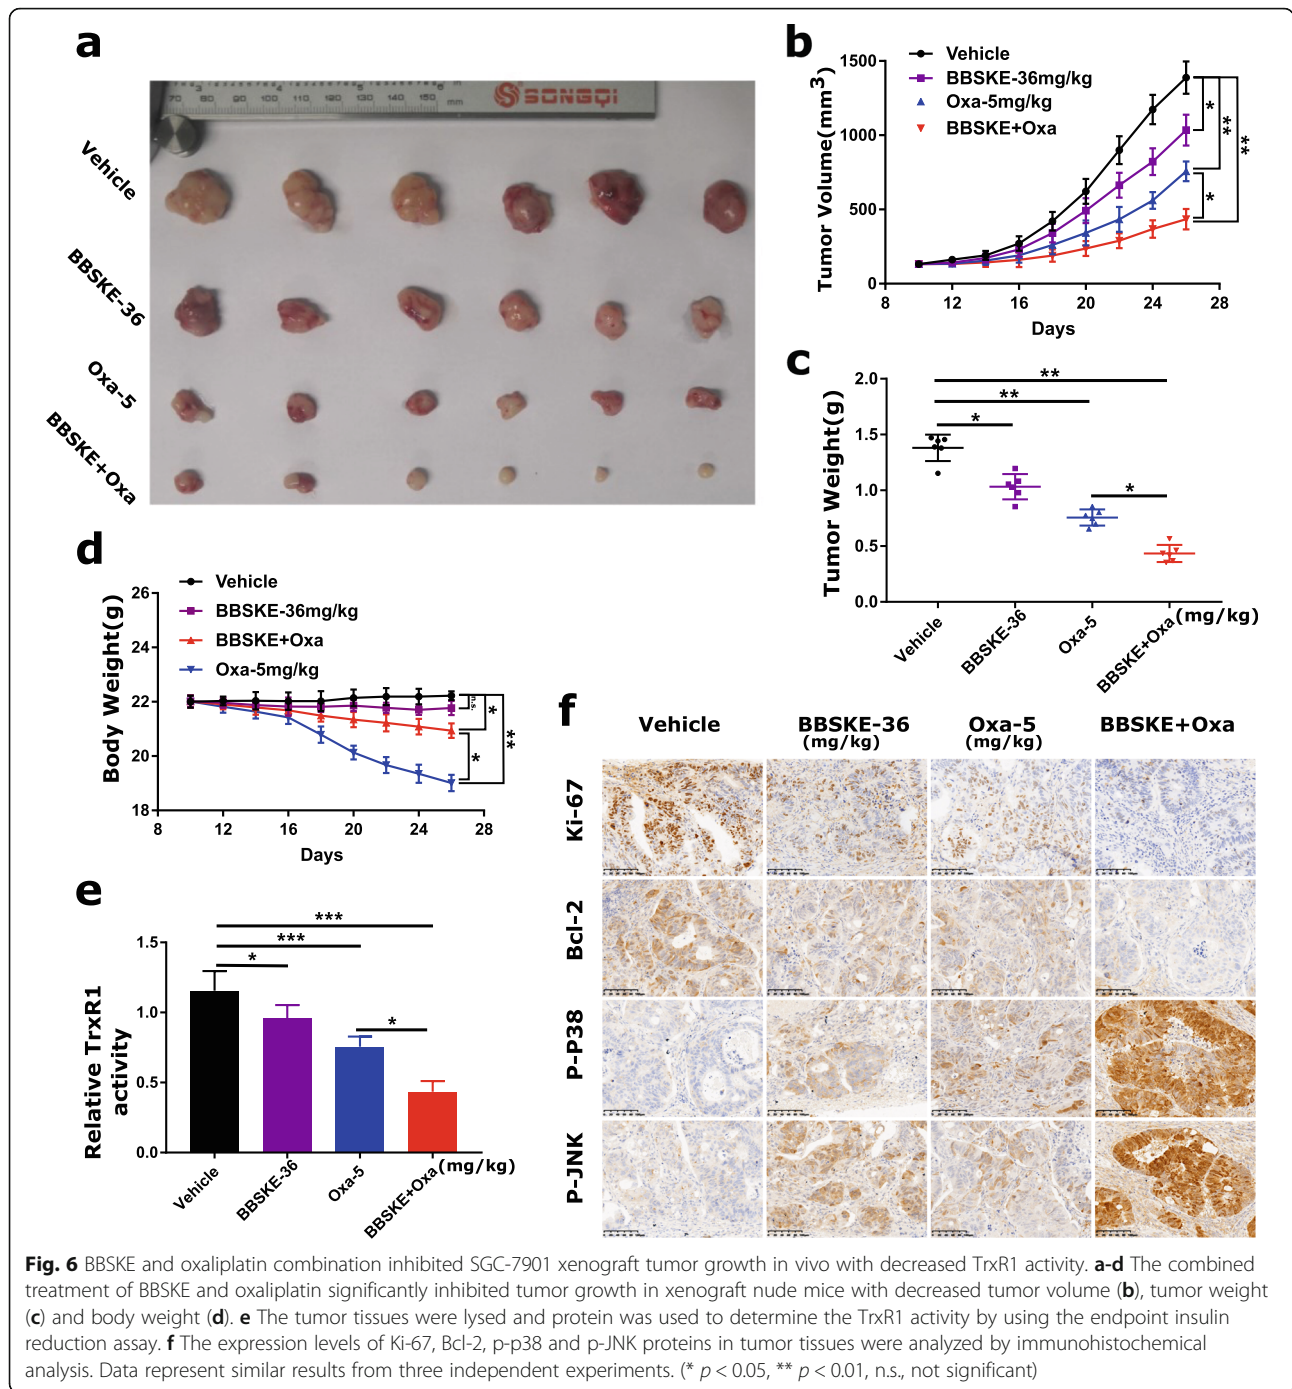 a
SONGQI
Vehicle
BBSKE-36
Oxa-5
BBSKE+Oxa
b
Vehicle
BBSKE-36mg/kg
Oxa-5mg/kg
BBSKE+Oxa
Tumor Volume(mm3)
1500
1000
500
0
8 12 16 20 24 28
Days
*
**
**
*
c
Tumor Weight(g)
2.0
1.5
1.0
0.5
0.0
**
**
*
*
Vehicle
BBSKE-36
Oxa-5
BBSKE+Oxa
(mg/kg)
d
Vehicle
BBSKE-36mg/kg
BBSKE+Oxa
Oxa-5mg/kg
Body Weight(g)
26
24
22
20
18
8 12 16 20 24 28
Days
n.s.
*
**
*
e
Relative TrxR1
activity
1.5
1.0
0.5
0.0
***
***
*
*
Vehicle
BBSKE-36
Oxa-5
BBSKE+Oxa
(mg/kg)
f
Vehicle BBSKE-36 Oxa-5 BBSKE+Oxa
(mg/kg) (mg/kg)
Ki-67
Bcl-2
P-P38
P-JNK
Fig. 6 BBSKE and oxaliplatin combination inhibited SGC-7901 xenograft tumor growth in vivo with decreased TrxR1 activity. a-d The combined
treatment of BBSKE and oxaliplatin significantly inhibited tumor growth in xenograft nude mice with decreased tumor volume (b), tumor weight
(c) and body weight (d). e The tumor tissues were lysed and protein was used to determine the TrxR1 activity by using the endpoint insulin
reduction assay. f The expression levels of Ki-67, Bcl-2, p-p38 and p-JNK proteins in tumor tissues were analyzed by immunohistochemical
analysis. Data represent similar results from three independent experiments. (* p < 0.05, ** p < 0.01, n.s., not significant)